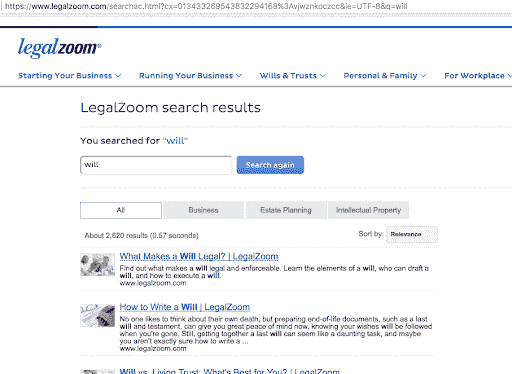 https://www.legalzoom.com/searchac.html?cx=013433269543832294168%3Avjwznkoczcc&ie=UTF-8&q=will
legalzoom®
Starting Your Business Running Your Business Wills & Trusts Personal & Family For Workplace
LegalZoom search results
You searched for "will"
will Search again
All Business Estate Planning Intellectual Property
About 2,620 results (0.57 seconds) Sort by: Relevance
What Makes a Will Legal? | LegalZoom
Find out what makes a will legal and enforceable. Learn the elements of a will, who can draft a
will, and how to execute a will.
www.legalzoom.com
How to Write a Will | LegalZoom
No one likes to think about their own death, but preparing end-of-life documents, such as a last
will and testament, can give you great peace of mind now, knowing your wishes will be followed
when you're gone. Still, getting together a last will can seem like a daunting task, and maybe
you aren't exactly sure how to write a ...
www.legalzoom.com
Will vs. Living Trust: What's Best for You? | LegalZoom